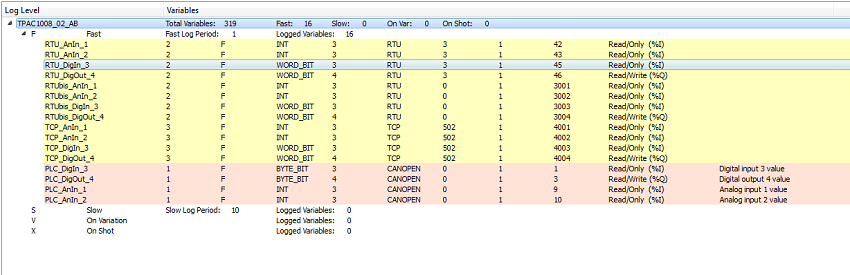 Log Level Variables
TPAC1008_02_AB Total Variables: 319 Fast: 16 Slow: 0 On Var: 0 On Shot: 0
F Fast Fast Log Period: 1 Logged Variables: 16
RTU_AnIn_1 2 F INT 3 RTU 3 1 42 Read/Only (%I)
RTU_AnIn_2 2 F INT 3 RTU 3 1 43 Read/Only (%I)
RTU_DigIn_3 2 F WORD_BIT 3 RTU 3 1 45 Read/Only (%I)
RTU_DigOut_4 2 F WORD_BIT 4 RTU 3 1 46 Read/Write (%Q)
RTUbis_AnIn_1 2 F INT 3 RTU 0 1 3001 Read/Only (%I)
RTUbis_AnIn_2 2 F INT 3 RTU 0 1 3002 Read/Only (%I)
RTUbis_DigIn_3 2 F WORD_BIT 3 RTU 0 1 3003 Read/Only (%I)
RTUbis_DigOut_4 2 F WORD_BIT 4 RTU 0 1 3004 Read/Write (%Q)
TCP_AnIn_1 3 F INT 3 TCP 502 1 4001 Read/Only (%I)
TCP_AnIn_2 3 F INT 3 TCP 502 1 4002 Read/Only (%I)
TCP_DigIn_3 3 F WORD_BIT 3 TCP 502 1 4003 Read/Only (%I)
TCP_DigOut_4 3 F WORD_BIT 4 TCP 502 1 4004 Read/Write (%Q)
PLC_DigIn_3 1 F BYTE_BIT 3 CANOPEN 0 1 1 Read/Only (%I) Digital input 3 value
PLC_DigOut_4 1 F BYTE_BIT 4 CANOPEN 0 1 3 Read/Write (%Q) Digital output 4 value
PLC_AnIn_1 1 F INT 3 CANOPEN 0 1 9 Read/Only (%I) Analog input 1 value
PLC_AnIn_2 1 F INT 3 CANOPEN 0 1 10 Read/Only (%I) Analog input 2 value
S Slow Slow Log Period: 10 Logged Variables: 0
V On Variation Logged Variables: 0
X On Shot Logged Variables: 0